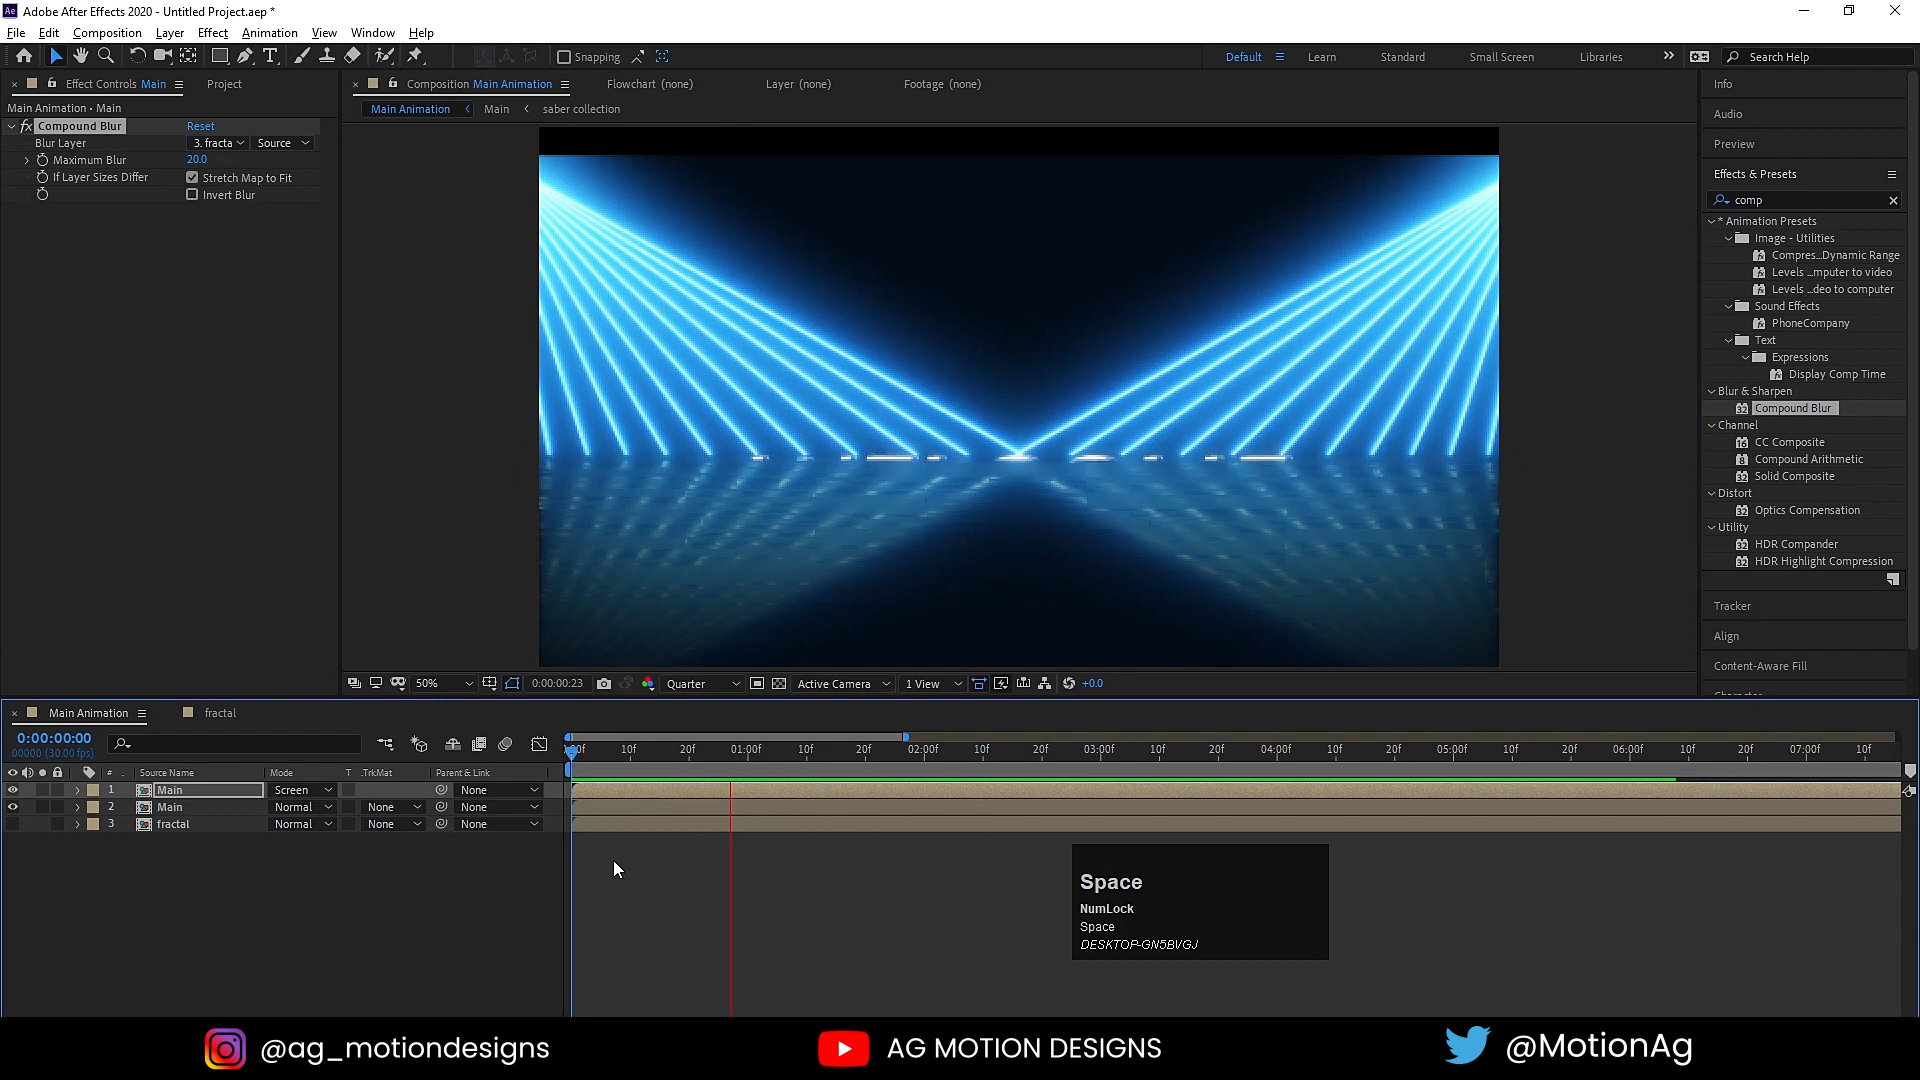 Ae Adobe After Effects 2020 - Untitled Project.aep *
File Edit Composition Layer Effect Animation View Window Help
Snapping
Default Learn Standard Small Screen Libraries Search Help
Effect Controls Main Project
Main Animation • Main
fx Compound Blur Reset
Blur Layer 3. fracta Source
Maximum Blur 20.0
If Layer Sizes Differ Stretch Map to Fit
Invert Blur
Composition Main Animation Flowchart (none) Layer (none) Footage (none)
Main Animation Main saber collection
50% 0:00:00:23 Quarter Active Camera 1 View +0.0
Info
Audio
Preview
Effects & Presets
comp
* Animation Presets
Image - Utilities
Compres...Dynamic Range
Levels ...mputer to video
Levels ...deo to computer
Sound Effects
PhoneCompany
Text
Expressions
Display Comp Time
Blur & Sharpen
32 Compound Blur
Channel
16 CC Composite
8 Compound Arithmetic
32 Solid Composite
Distort
32 Optics Compensation
Utility
32 HDR Compander
32 HDR Highlight Compression
Tracker
Align
Content-Aware Fill
Main Animation fractal
0:00:00:00
00000 (30.00 fps)
:00f 10f 20f 01:00f 10f 20f 02:00f 10f 20f 03:00f 10f 20f 04:00f 10f 20f 05:00f 10f 20f 06:00f 10f 20f 07:00f 10f
# Source Name Mode T .TrkMat Parent & Link
1 Main Screen None
2 Main Normal None None
3 fractal Normal None None
Space
NumLock
Space
DESKTOP-GN5BVGJ
@ag_motiondesigns AG MOTION DESIGNS @MotionAg